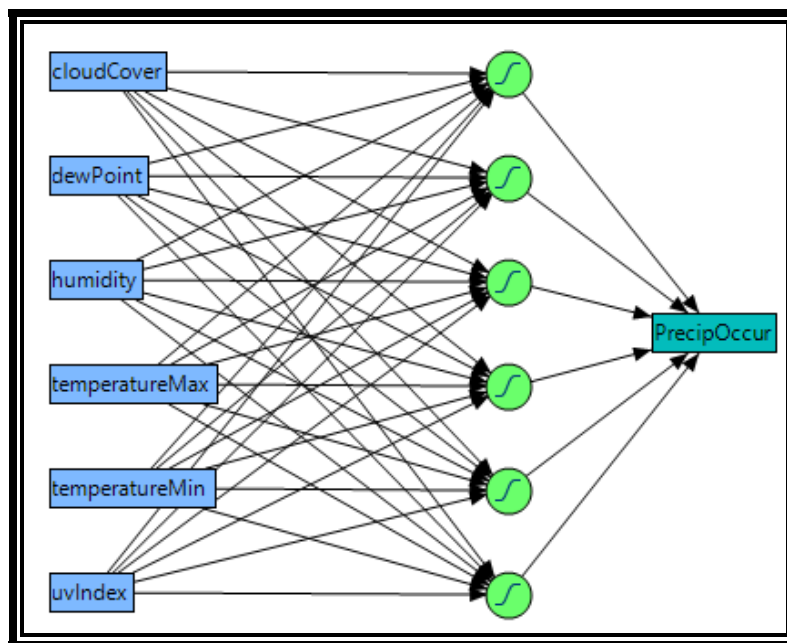 cloudCover
dewPoint
humidity
temperatureMax
temperatureMin
uvIndex
PrecipOccur